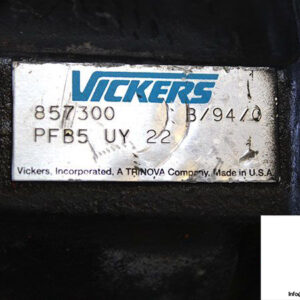 VICKERS
857300 B/94/0
PFB5 UY 22
Vickers, Incorporated, A TRINOVA Company, Made in U.S.A.